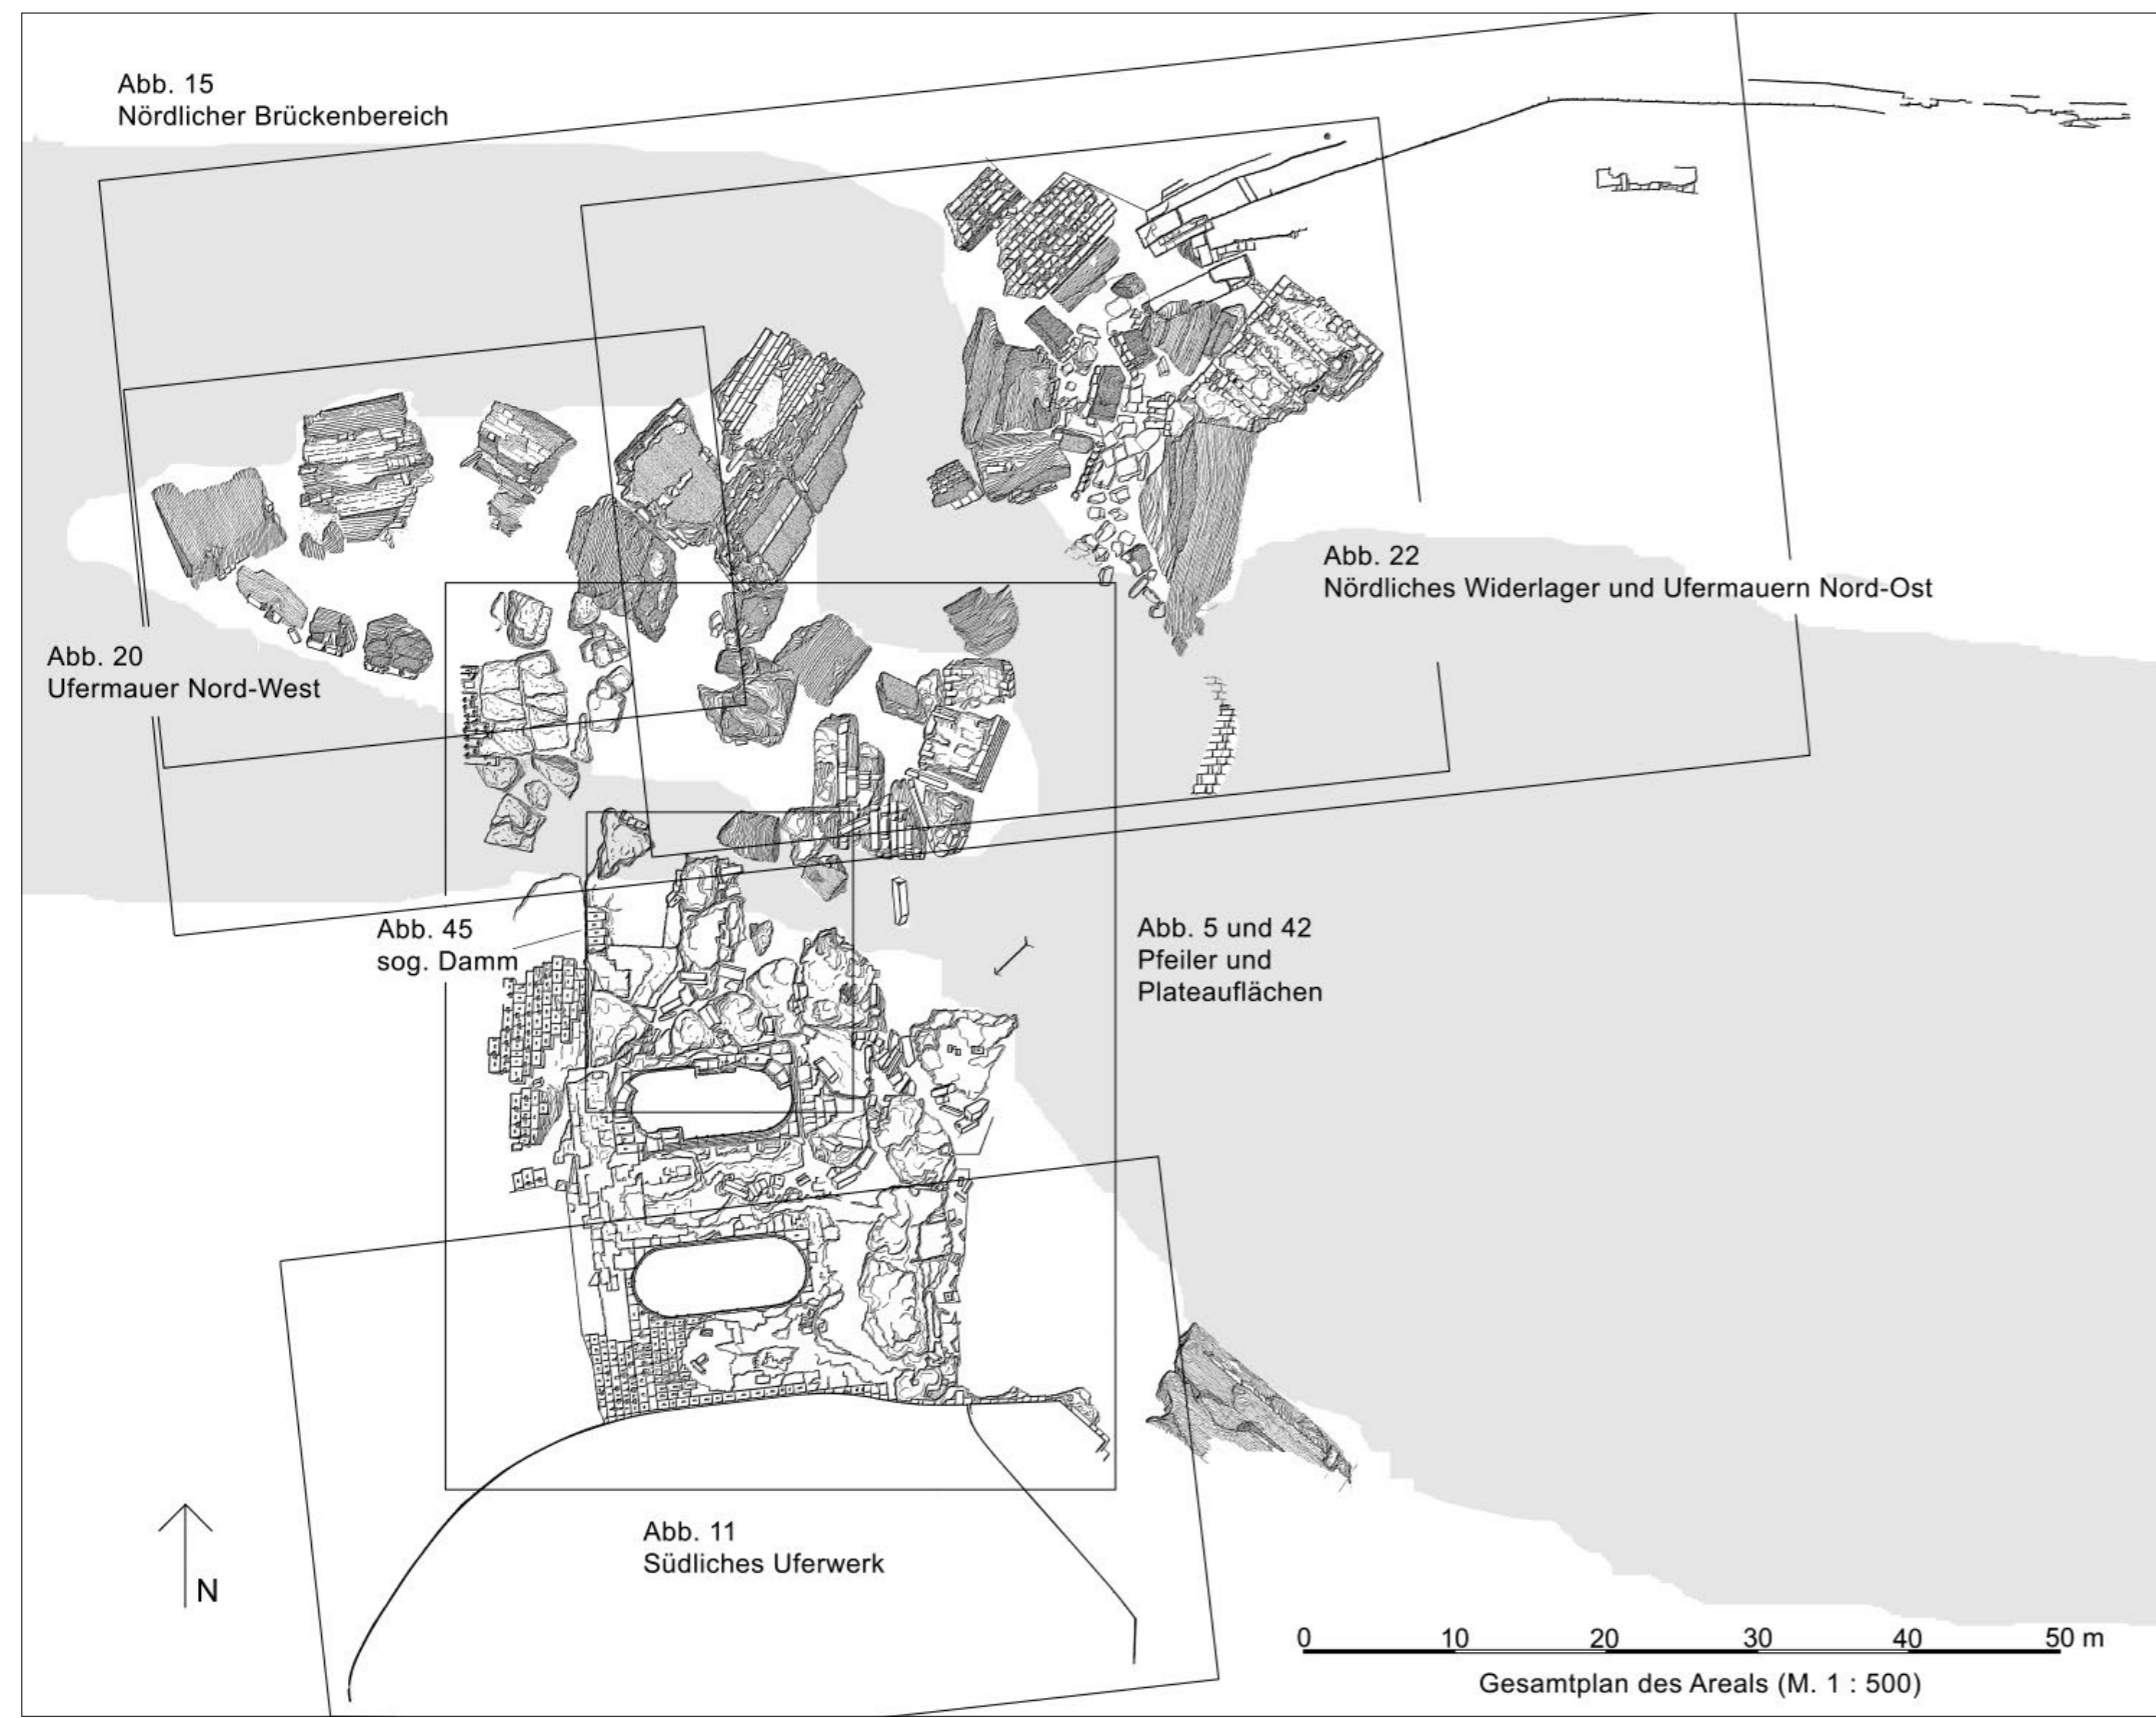 Abb. 15
Nördlicher Brückenbereich
Abb. 22
Nördliches Widerlager und Ufermauern Nord-Ost
Abb. 20
Ufermauer Nord-West
Abb. 45
sog. Damm
Abb. 5 und 42
Pfeiler und
Plateauflächen
Abb. 11
Südliches Uferwerk
N
0 10 20 30 40 50 m
Gesamtplan des Areals (M. 1 : 500)